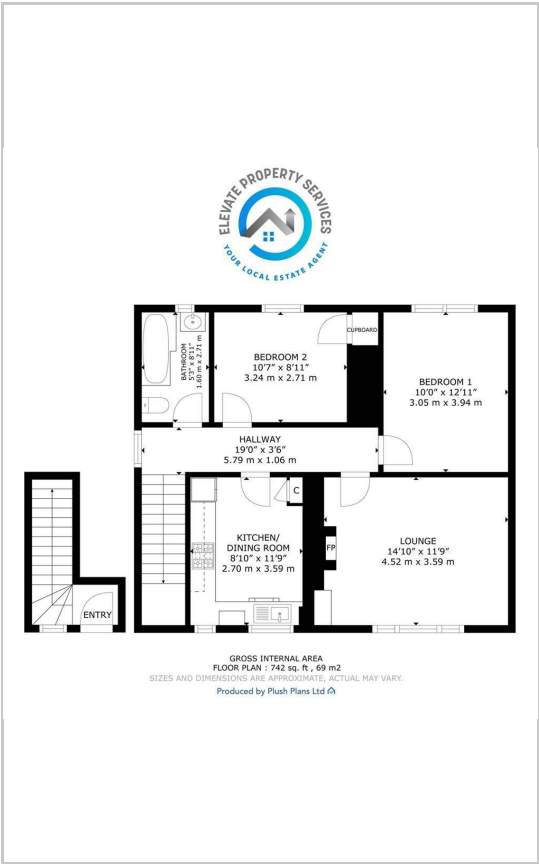 ELEVATE PROPERTY SERVICES
YOUR LOCAL ESTATE AGENT
BATHROOM
5'3" x 8'11"
1.60 m x 2.71 m
BEDROOM 2
10'7" x 8'11"
3.24 m x 2.71 m
CUPBOARD
BEDROOM 1
10'0" x 12'11"
3.05 m x 3.94 m
HALLWAY
19'0" x 3'6"
5.79 m x 1.06 m
C
KITCHEN/
DINING ROOM
8'10" x 11'9"
2.70 m x 3.59 m
FP
LOUNGE
14'10" x 11'9"
4.52 m x 3.59 m
ENTRY
GROSS INTERNAL AREA
FLOOR PLAN : 742 sq. ft , 69 m2
SIZES AND DIMENSIONS ARE APPROXIMATE, ACTUAL MAY VARY.
Produced by Plush Plans Ltd